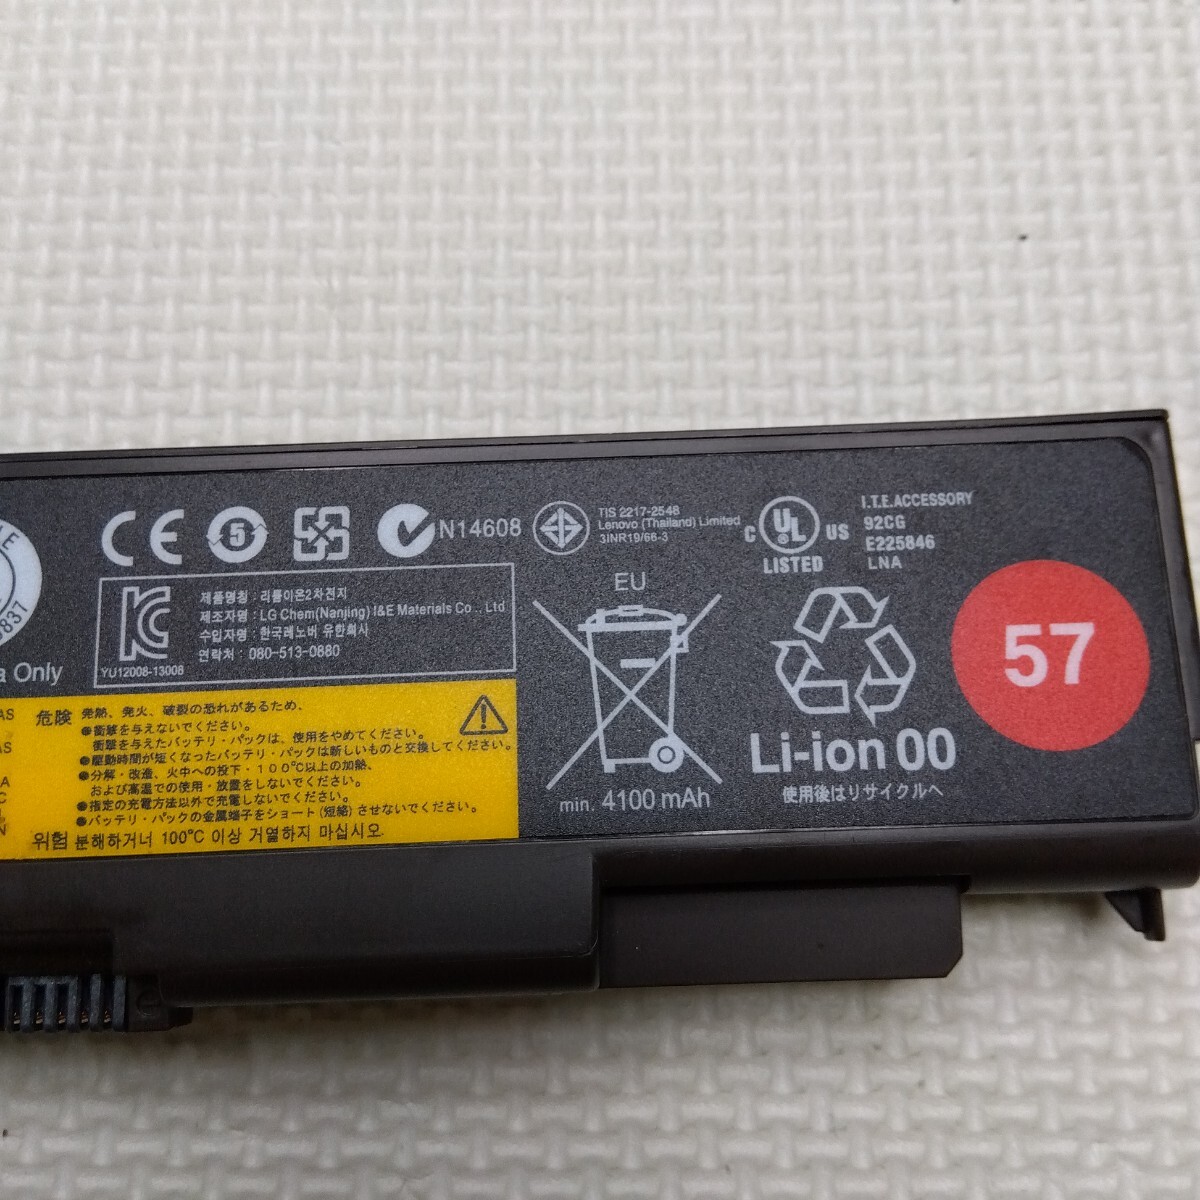 N14608
TIS 2217-2548
Lenovo (Thailand) Limited
3INR19/66-3
C UL US
LISTED
I.T.E. ACCESSORY
92CG
E225846
LNA
5
제품명칭 : 리튬이온2차전지
제조자명 : LG Chem(Nanjing) I&E Materials Co., Ltd
수입자명 : 한국레노버 유한회사
연락처 : 080-513-0880
YU12008-13008
Only
EU
min. 4100 mAh
Li-ion 00
使用後はリサイクルへ
57
危険 発熱、発火、破裂の恐れがあるため、
●衝撃を与えないでください。
衝撃を与えたバッテリ・パックは、使用をやめてください。
●駆動時間が短くなったバッテリ・パックは新しいものと交換してください。
●分解・改造、火中への投下・100℃以上の加熱、
および高温での使用・放置をしないでください。
●指定の充電方法以外で充電しないでください。
●バッテリ・パックの金属端子をショート(短絡)させないでください。
위험 분해하거너 100℃ 이상 거열하지 마십시오